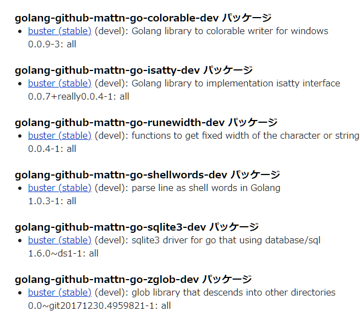 golang-github-mattn-go-colorable-dev パッケージ
buster (stable) (devel): Golang library to colorable writer for windows
0.0.9-3: all
golang-github-mattn-go-isatty-dev パッケージ
buster (stable) (devel): Golang library to implementation isatty interface
0.0.7+really0.0.4-1: all
golang-github-mattn-go-runewidth-dev パッケージ
buster (stable) (devel): functions to get fixed width of the character or string
0.0.4-1: all
golang-github-mattn-go-shellwords-dev パッケージ
buster (stable) (devel): parse line as shell words in Golang
1.0.3-1: all
golang-github-mattn-go-sqlite3-dev パッケージ
buster (stable) (devel): sqlite3 driver for go that using database/sql
1.6.0~ds1-1: all
golang-github-mattn-go-zglob-dev パッケージ
buster (stable) (devel): glob library that descends into other directories
0.0~git20171230.4959821-1: all